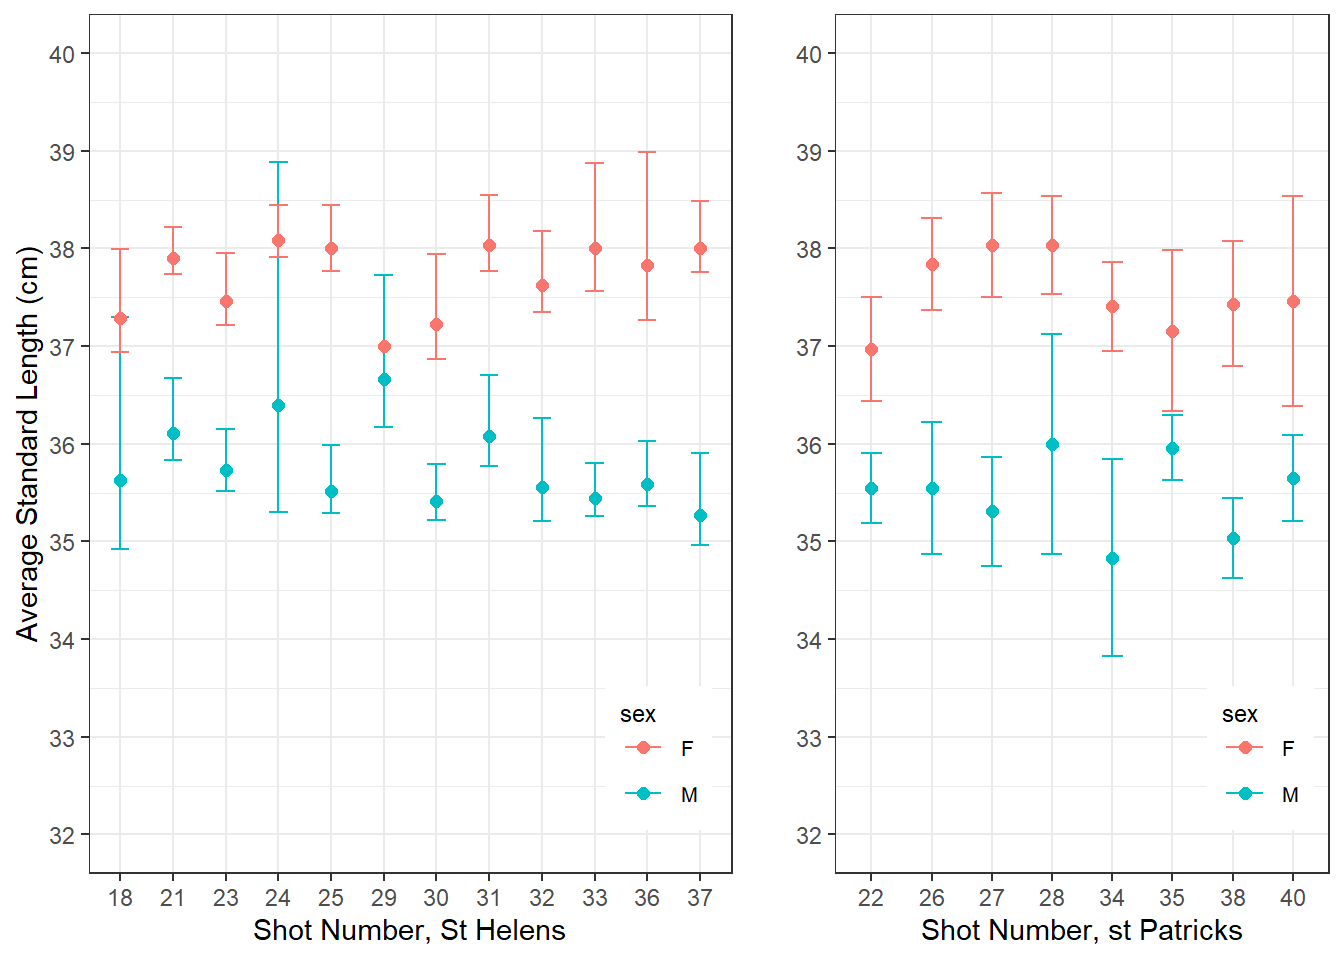 Average Standard Length (cm)
40
39
38
37
36
35
34
33
32
18 21 23 24 25 29 30 31 32 33 36 37
Shot Number, St Helens
sex
F
M
40
39
38
37
36
35
34
33
32
22 26 27 28 34 35 38 40
Shot Number, st Patricks
sex
F
M